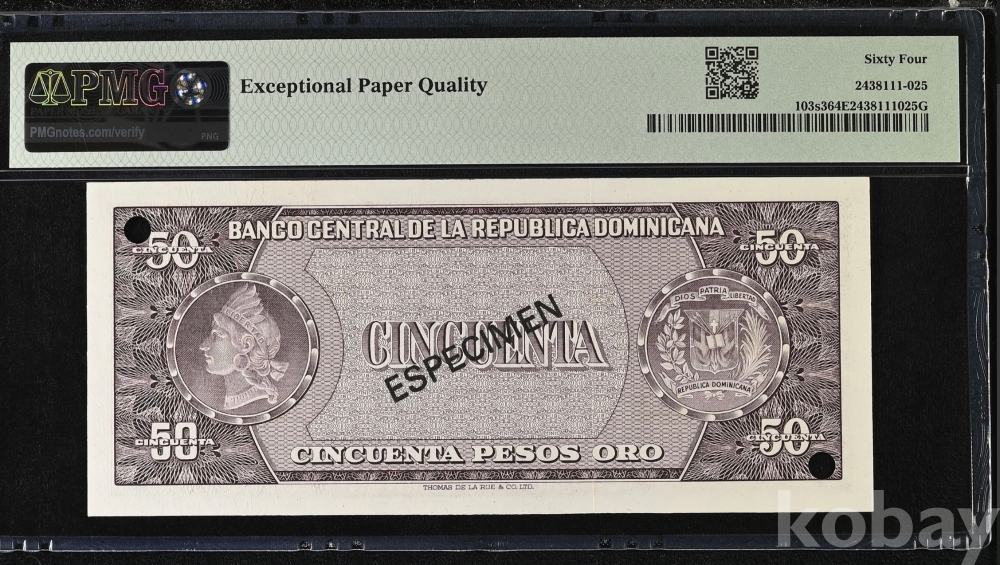 PMG
PMGnotes.com/verify
PNG
Exceptional Paper Quality
Sixty Four
2438111-025
103s364E2438111025G
50
CINCUENTA
BANCO CENTRAL DE LA REPUBLICA DOMINICANA
50
CINCUENTA
DIOS PATRIA LIBERTAD
CINCUENTA
ESPECIMEN
REPUBLICA DOMINICANA
50
CINCUENTA
50
CINCUENTA
CINCUENTA PESOS ORO
THOMAS DE LA RUE & CO. LTD.
kobay